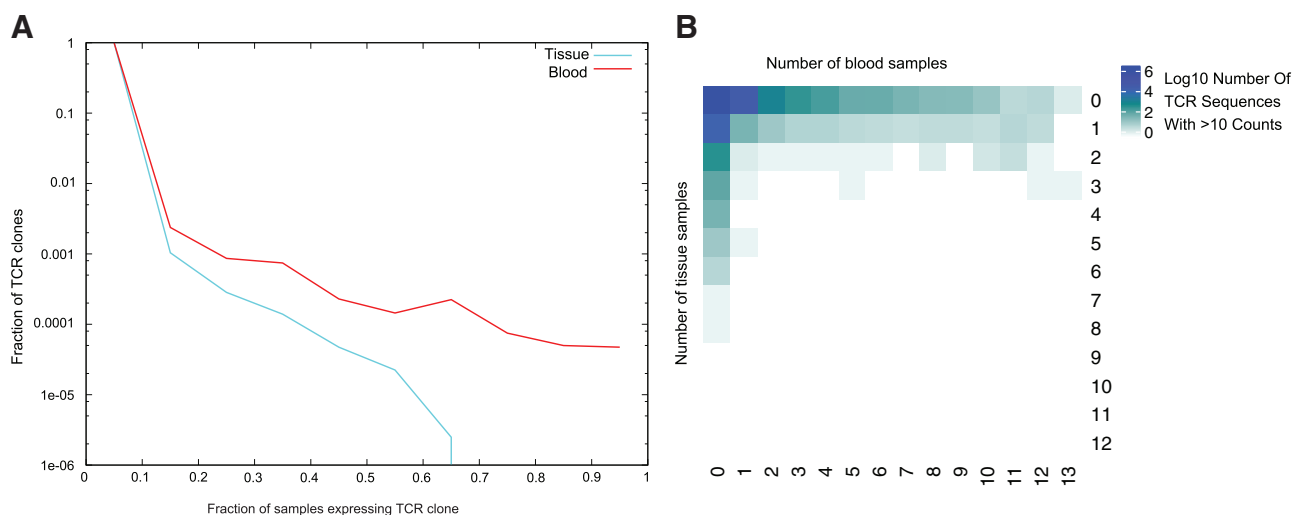 A
Fraction of TCR clones
1
0.1
0.01
0.001
0.0001
1e-05
1e-06
0 0.1 0.2 0.3 0.4 0.5 0.6 0.7 0.8 0.9 1
Fraction of samples expressing TCR clone
Tissue
Blood
B
Number of blood samples
Number of tissue samples
0
1
2
3
4
5
6
7
8
9
10
11
12
0 1 2 3 4 5 6 7 8 9 10 11 12 13
6
4
2
0
Log10 Number Of
TCR Sequences
With >10 Counts